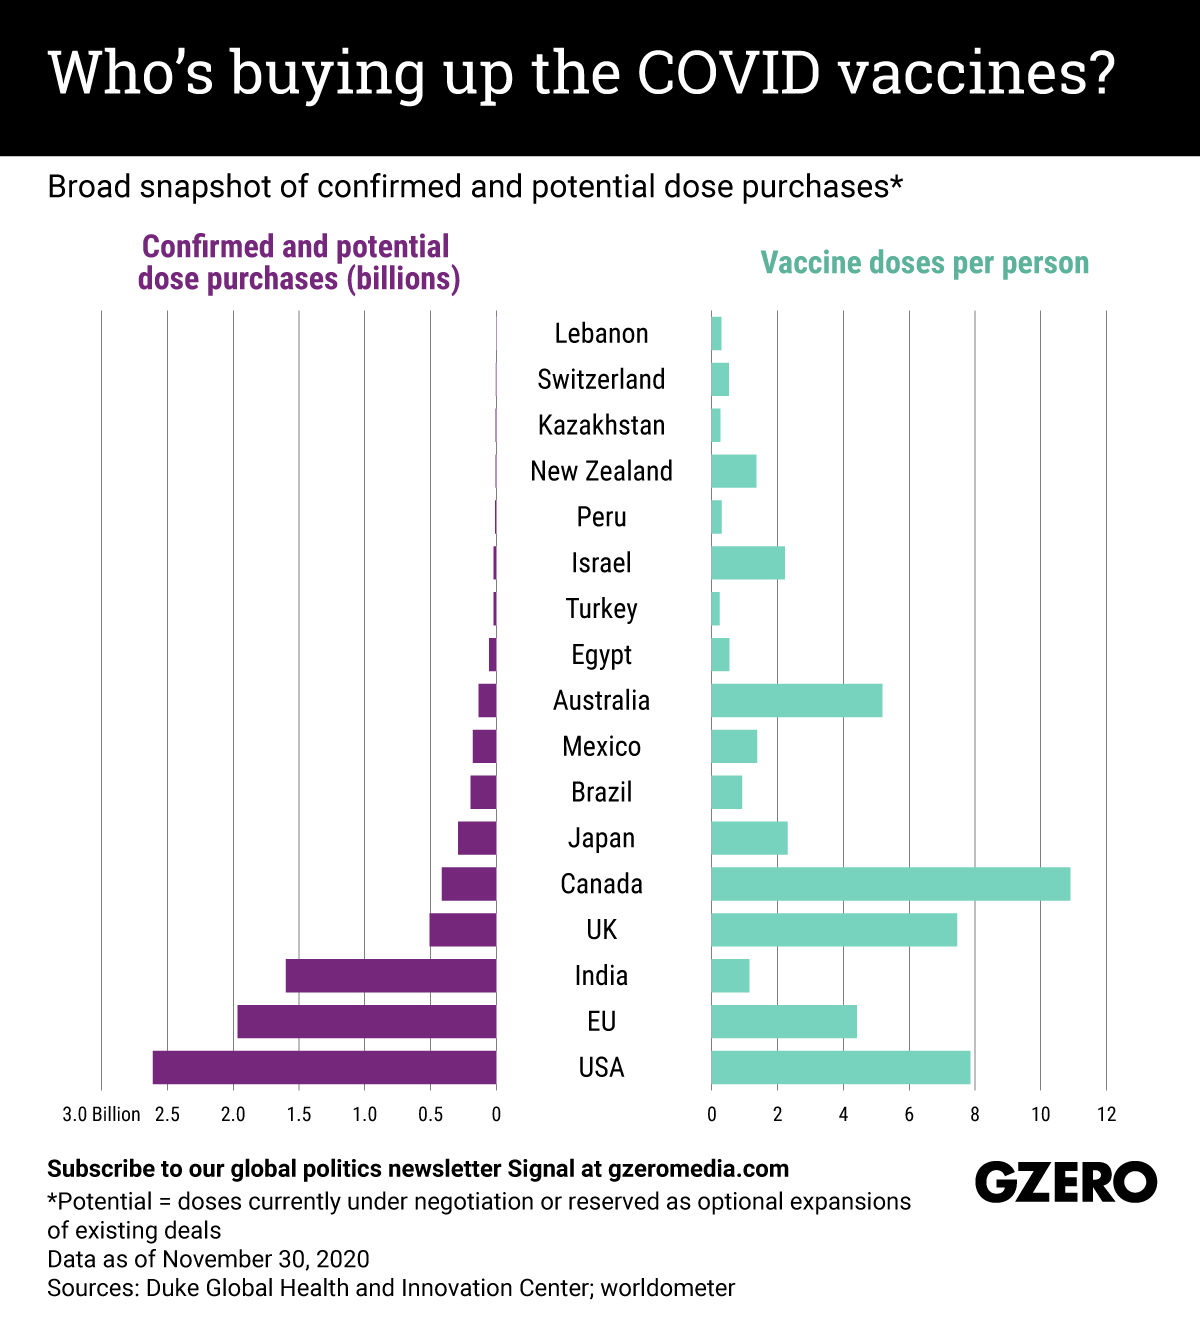 Who’s buying up the COVID vaccines?
Broad snapshot of confirmed and potential dose purchases*
Confirmed and potential
dose purchases (billions)
Vaccine doses per person
Lebanon
Switzerland
Kazakhstan
New Zealand
Peru
Israel
Turkey
Egypt
Australia
Mexico
Brazil
Japan
Canada
UK
India
EU
USA
3.0 Billion 2.5 2.0 1.5 1.0 0.5 0
0 2 4 6 8 10 12
Subscribe to our global politics newsletter Signal at gzeromedia.com
*Potential = doses currently under negotiation or reserved as optional expansions
of existing deals
Data as of November 30, 2020
Sources: Duke Global Health and Innovation Center; worldometer
GZERO